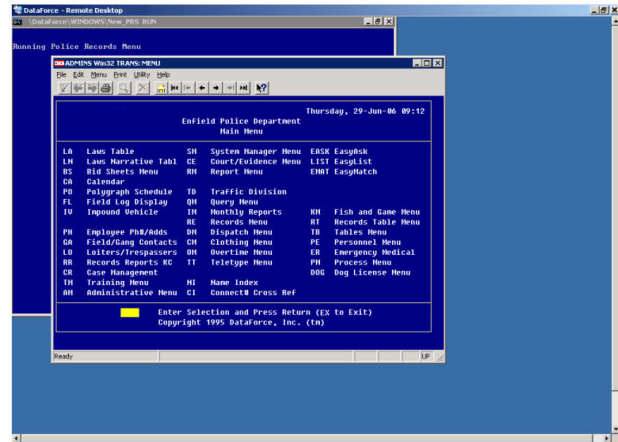 DataForce - Remote Desktop
\DataForce\WINDOWS\New_PRS RUN
Running Police Records Menu
ADMINS Win32 TRANS: MENU
File Edit Menu Print Utility Help
Thursday, 29-Jun-06 09:12
Enfield Police Department
Main Menu
LA Laws Table SM System Manager Menu EASK EasyAsk
LN Laws Narrative Tabl CE Court/Evidence Menu LIST EasyList
BS Bid Sheets Menu RM Report Menu EMAT EasyMatch
CA Calendar
PO Polygraph Schedule TD Traffic Division
FL Field Log Display QM Query Menu
IV Impound Vehicle IM Monthly Reports KM Fish and Game Menu
RE Records Menu RT Records Table Menu
PH Employee Ph#/Adds DM Dispatch Menu TB Tables Menu
GA Field/Gang Contacts CM Clothing Menu PE Personnel Menu
LO Loiters/Trespassers OM Overtime Menu ER Emergency Medical
RR Records Reports KC TT Teletype Menu PM Process Menu
CR Case Management DOG Dog License Menu
TM Training Menu NI Name Index
AM Administrative Menu CI Connect# Cross Ref
Enter Selection and Press Return (EX to Exit)
Copyright 1995 DataForce, Inc. (tm)
Ready UP